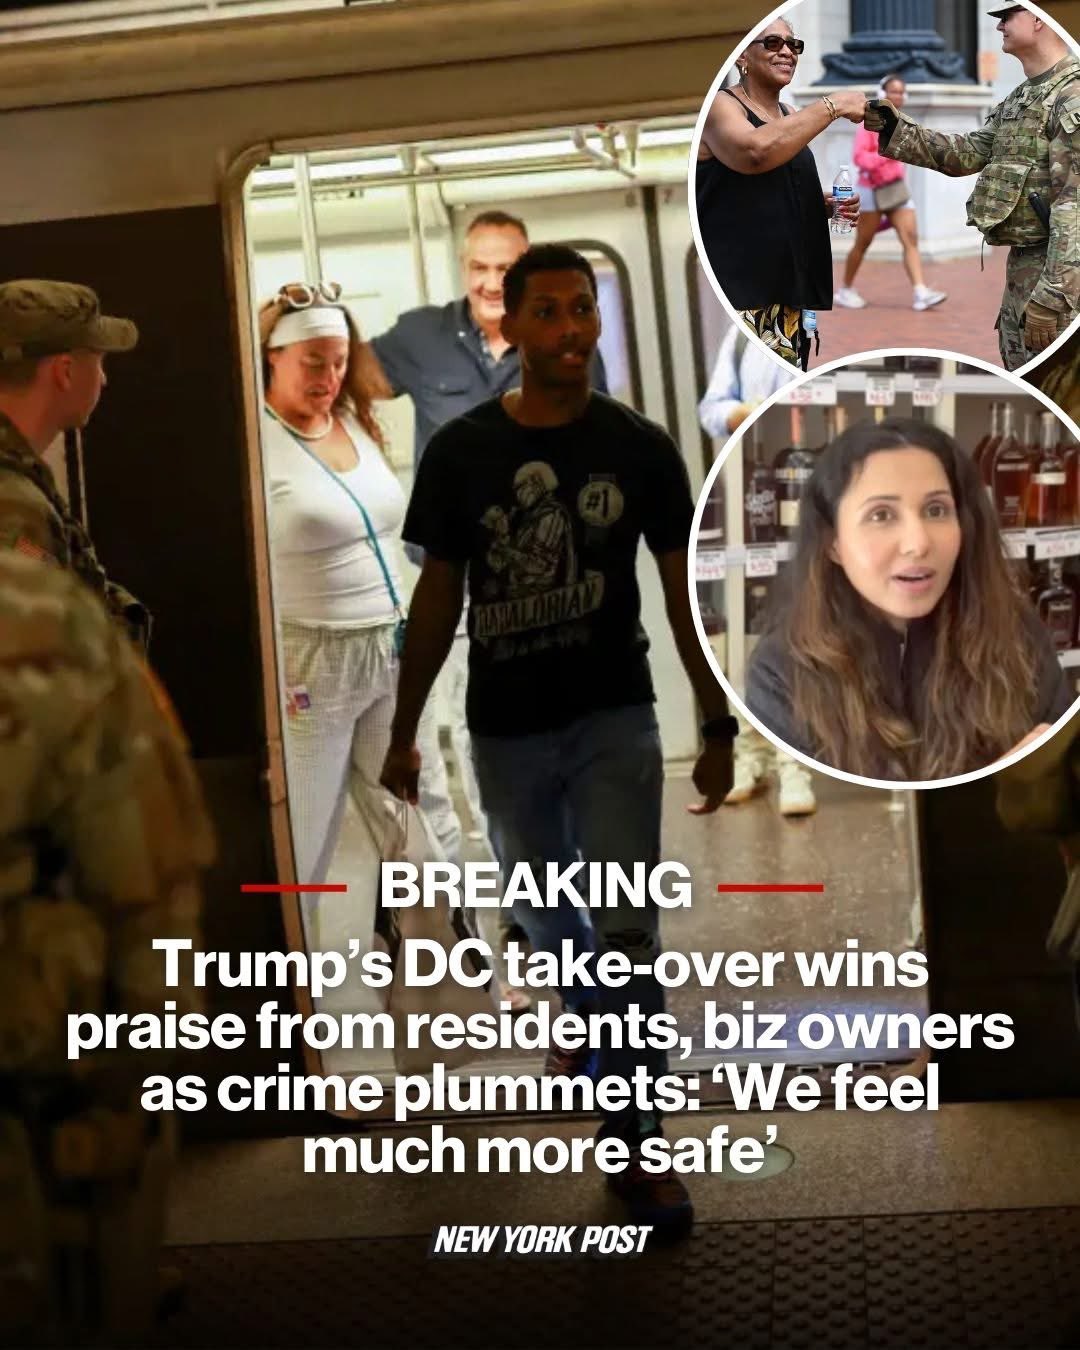 #1
BREAKING
Trump’s DC take-over wins
praise from residents, biz owners
as crime plummets: ‘We feel
much more safe’
NEW YORK POST